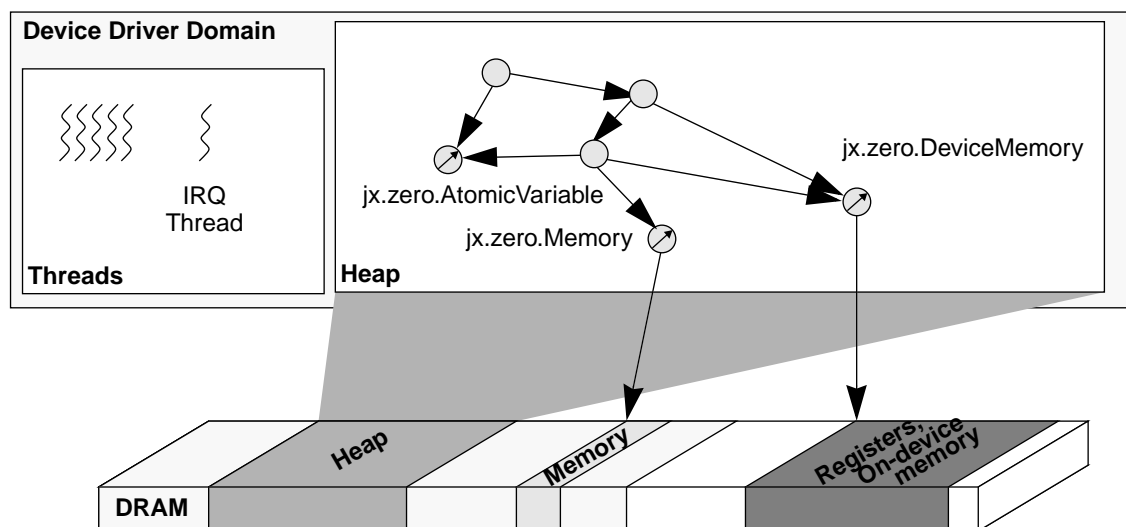 Device Driver Domain
IRQ
Thread
Threads
jx.zero.DeviceMemory
jx.zero.AtomicVariable
jx.zero.Memory
Heap
Heap
Memory
Registers,
On-device
memory
DRAM